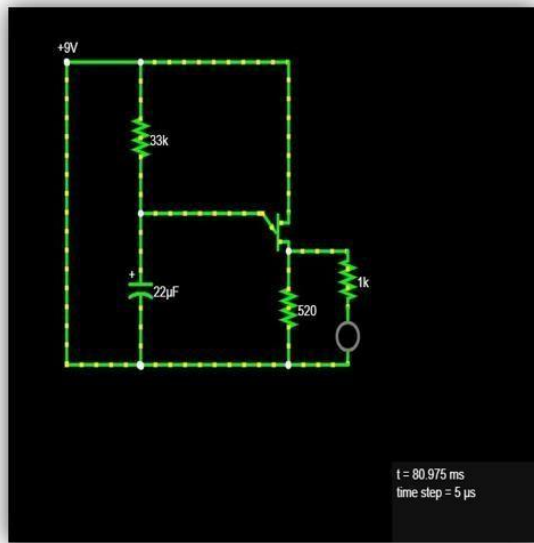 +9V
33k
+
22µF
1k
520
t = 80.975 ms
time step = 5 µs